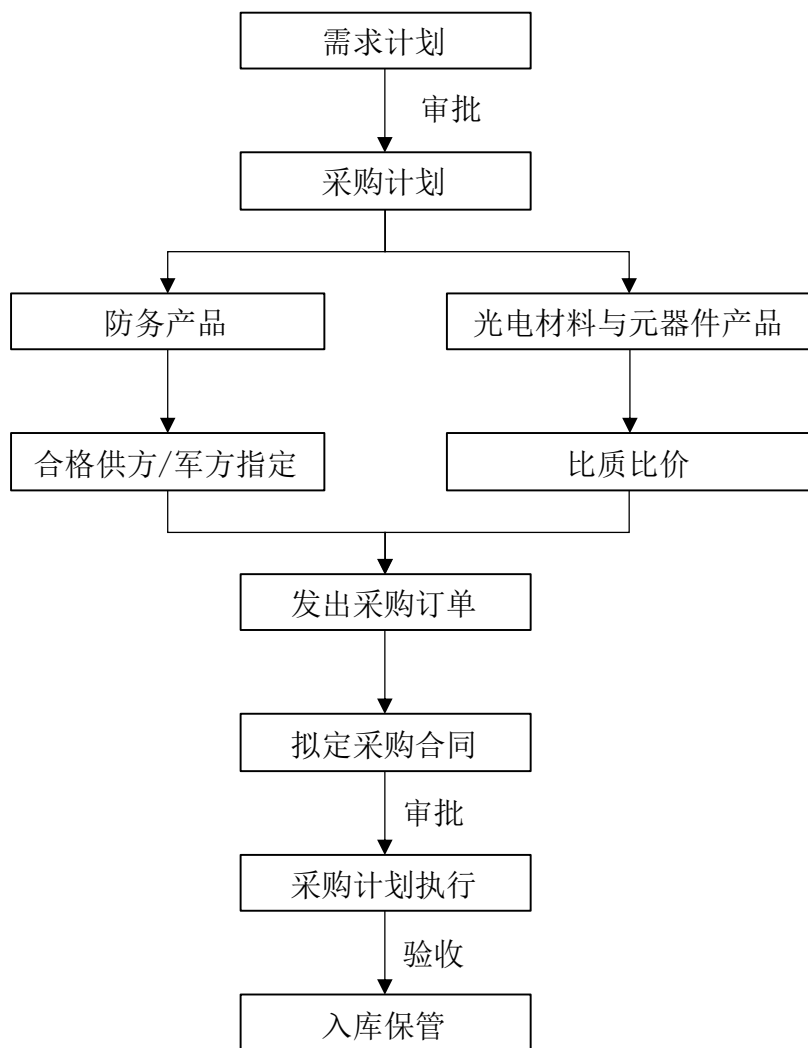 需求计划
审批
采购计划
防务产品
光电材料与元器件产品
合格供方/军方指定
比质比价
发出采购订单
拟定采购合同
审批
采购计划执行
验收
入库保管